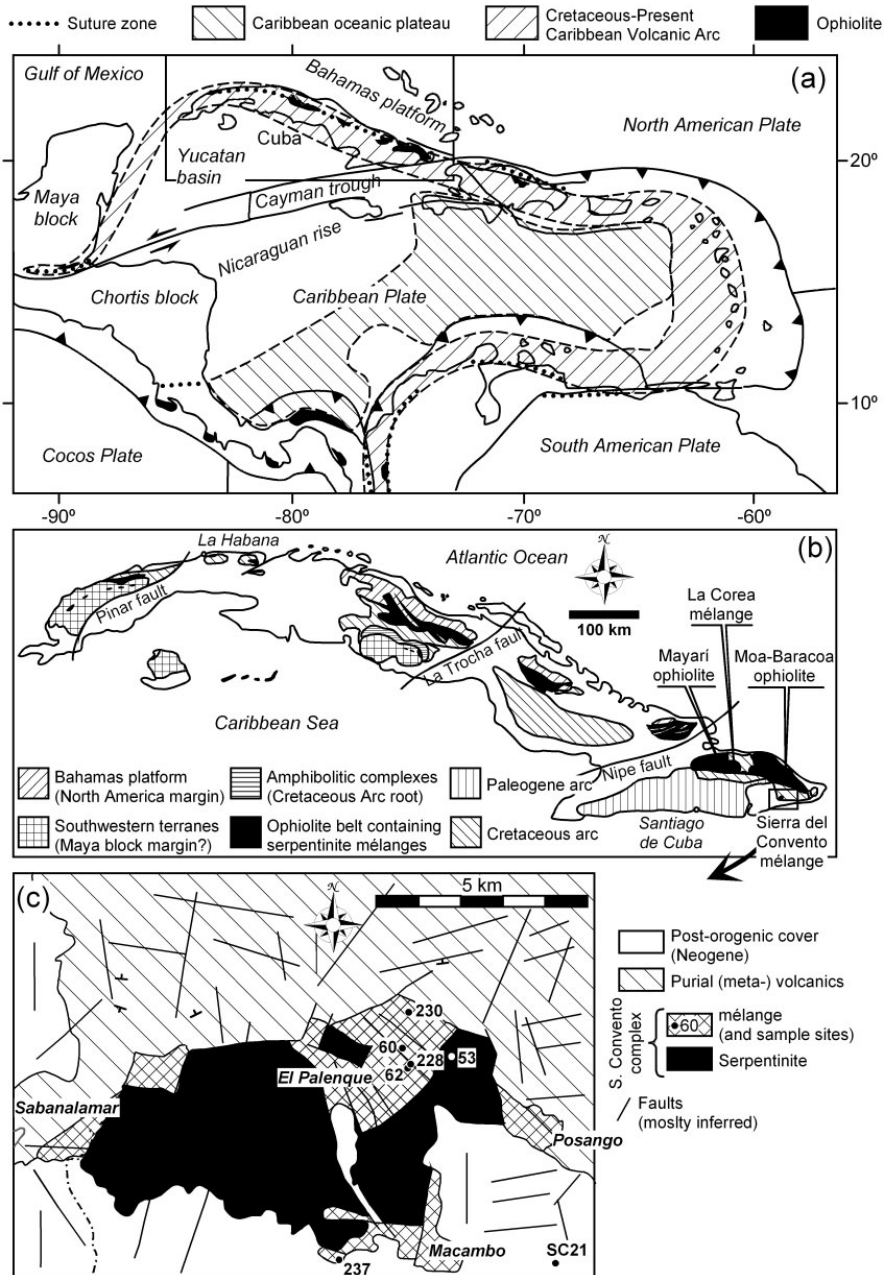 Suture zone
Caribbean oceanic plateau
Cretaceous-Present
Caribbean Volcanic Arc
Ophiolite
(a)
Gulf of Mexico
Bahamas platform
North American Plate
Cuba
Yucatan
basin
20º
Maya
block
Cayman trough
Nicaraguan rise
Chortis block
Caribbean Plate
10º
Cocos Plate
South American Plate
-90º
-80º
-70º
-60º
(b)
La Habana
Atlantic Ocean
N
Pinar fault
100 km
La Corea
mélange
Mayarí
ophiolite
Moa-Baracoa
ophiolite
La Trocha fault
Caribbean Sea
Nipe fault
Bahamas platform
(North America margin)
Amphibolitic complexes
(Cretaceous Arc root)
Paleogene arc
Southwestern terranes
(Maya block margin?)
Ophiolite belt containing
serpentinite mélanges
Cretaceous arc
Santiago
de Cuba
Sierra del
Convento
mélange
(c)
N
5 km
230
60
228
53
62
El Palenque
Sabanalamar
Posango
Macambo
SC21
237
Post-orogenic cover
(Neogene)
Purial (meta-) volcanics
S. Convento
complex
60
mélange
(and sample sites)
Serpentinite
Faults
(moslty inferred)